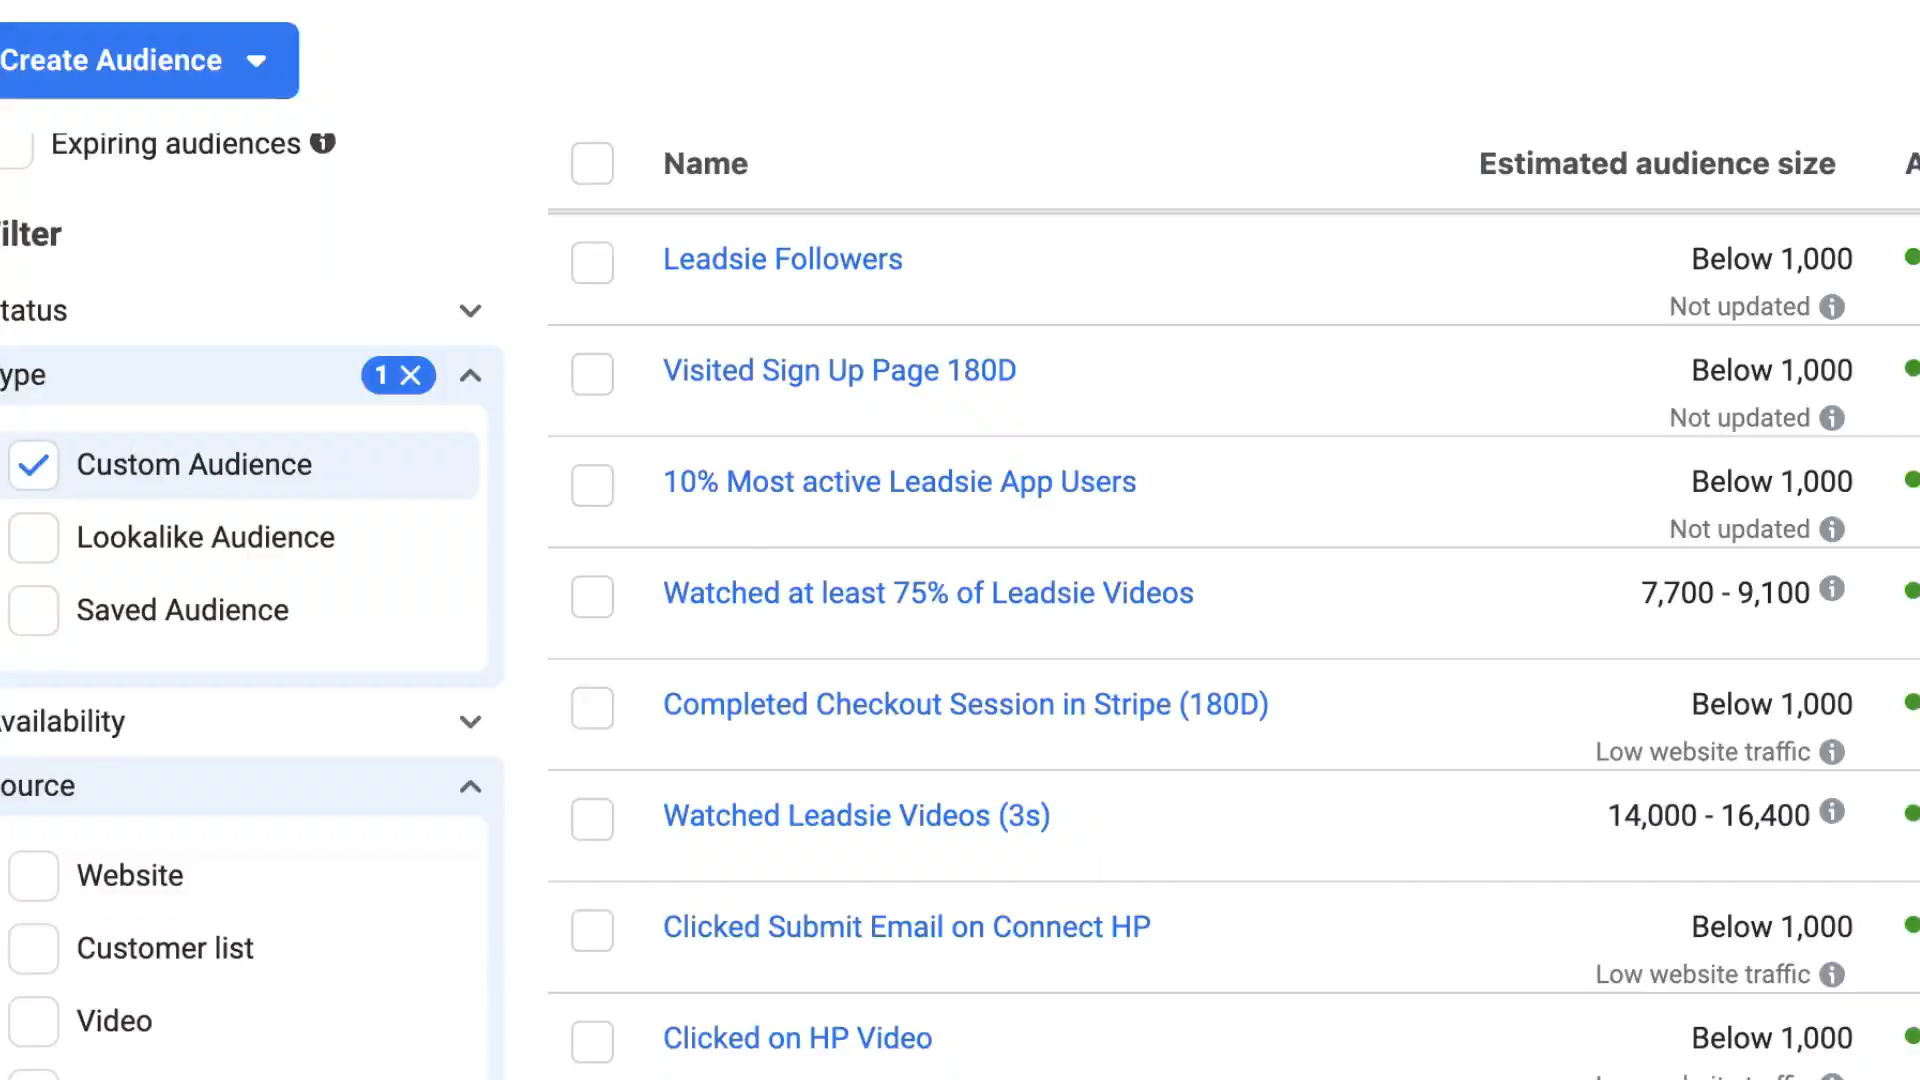 Create Audience
Expiring audiences
ilter
tatus
ype
1
Custom Audience
Lookalike Audience
Saved Audience
vailability
ource
Website
Customer list
Video
Name Estimated audience size A
Leadsie Followers Below 1,000
Not updated
Visited Sign Up Page 180D Below 1,000
Not updated
10% Most active Leadsie App Users Below 1,000
Not updated
Watched at least 75% of Leadsie Videos 7,700 - 9,100
Completed Checkout Session in Stripe (180D) Below 1,000
Low website traffic
Watched Leadsie Videos (3s) 14,000 - 16,400
Clicked Submit Email on Connect HP Below 1,000
Low website traffic
Clicked on HP Video Below 1,000